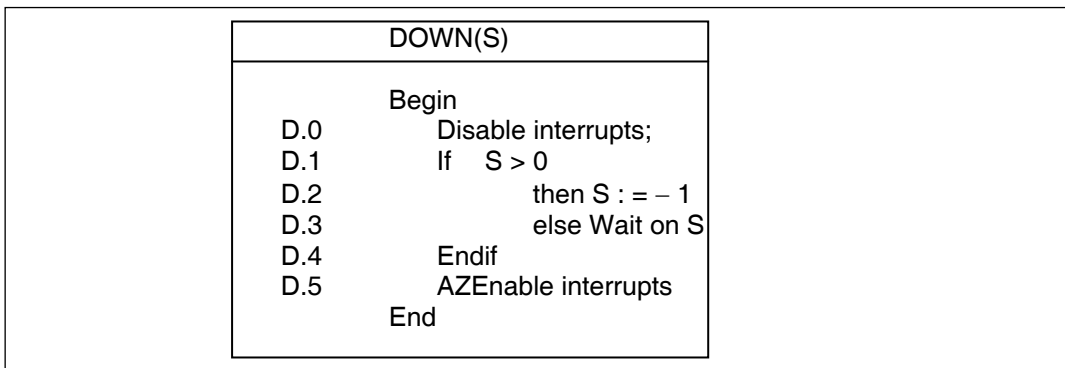 DOWN(S)
Begin
D.0 Disable interrupts;
D.1 If S > 0
D.2 then S : = – 1
D.3 else Wait on S
D.4 Endif
D.5 AZEnable interrupts
End